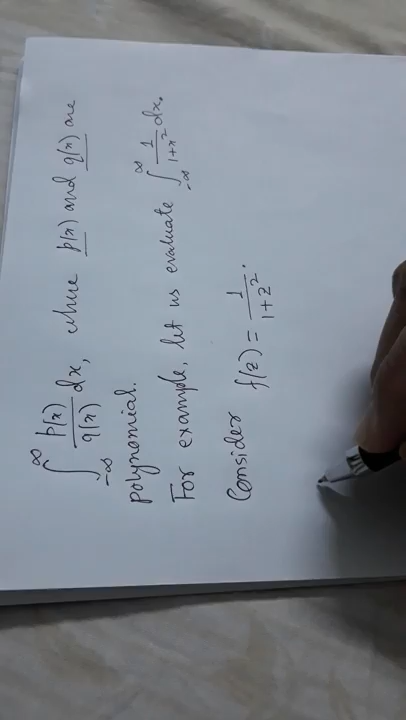 ∫_{-∞}^{∞} p(x)/q(x) dx, where p(x) and q(x) are
polynomial.
For example, let us evaluate ∫_{-∞}^{∞} 1/(1+x²) dx.
Consider f(z) = 1/(1+z²).